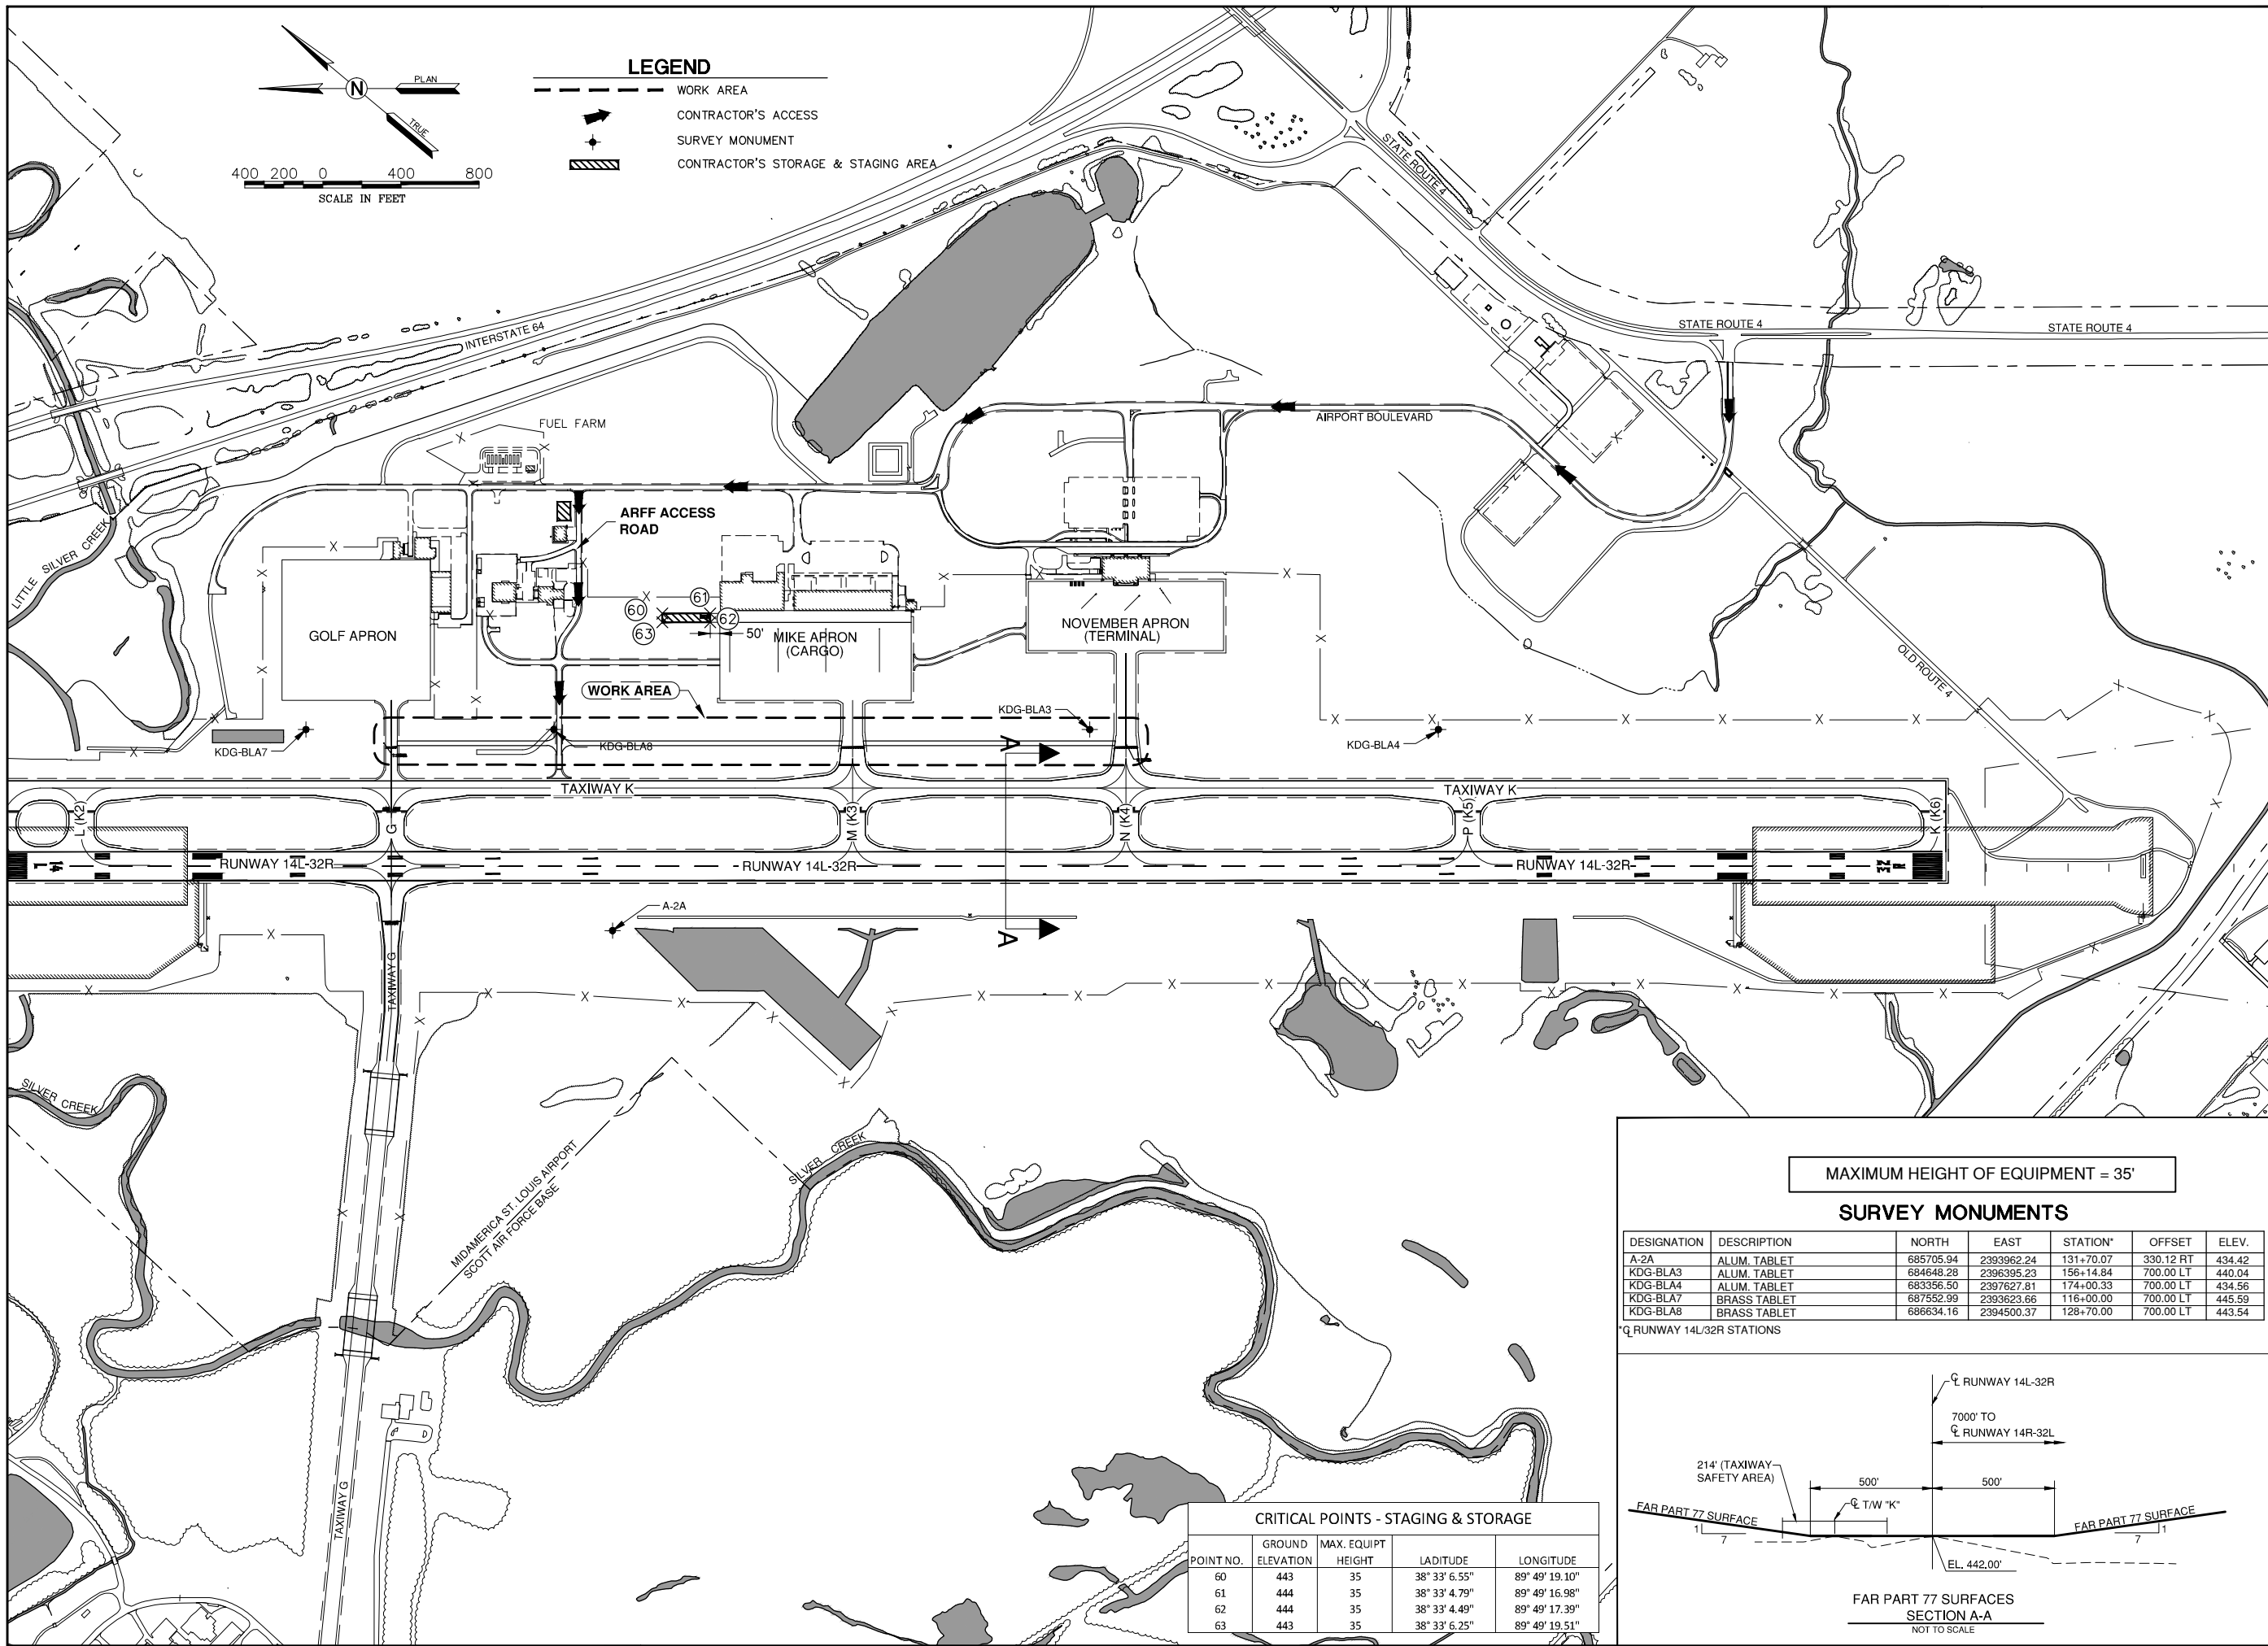 N
PLAN
TRUE
400 200 0 400 800
SCALE IN FEET
LEGEND
WORK AREA
CONTRACTOR'S ACCESS
SURVEY MONUMENT
CONTRACTOR'S STORAGE & STAGING AREA
STATE ROUTE 4
STATE ROUTE 4
STATE ROUTE 4
INTERSTATE 64
FUEL FARM
AIRPORT BOULEVARD
ARFF ACCESS
ROAD
LITTLE SILVER CREEK
GOLF APRON
60
61
62
63
50'
MIKE APRON
(CARGO)
NOVEMBER APRON
(TERMINAL)
OLD ROUTE 4
WORK AREA
KDG-BLA7
KDG-BLA8
KDG-BLA3
KDG-BLA4
A
TAXIWAY K
TAXIWAY K
L (K2)
G
M (K3)
N (K4)
P (K5)
K (K6)
14
L
RUNWAY 14L-32R
RUNWAY 14L-32R
RUNWAY 14L-32R
32
R
A-2A
A
TAXIWAY G
SILVER CREEK
MIDAMERICA ST. LOUIS AIRPORT
SCOTT AIR FORCE BASE
SILVER CREEK
TAXIWAY G
MAXIMUM HEIGHT OF EQUIPMENT = 35'
SURVEY MONUMENTS
DESIGNATION DESCRIPTION NORTH EAST STATION* OFFSET ELEV.
A-2A ALUM. TABLET 685705.94 2393962.24 131+70.07 330.12 RT 434.42
KDG-BLA3 ALUM. TABLET 684648.28 2396395.23 156+14.84 700.00 LT 440.04
KDG-BLA4 ALUM. TABLET 683356.50 2397627.81 174+00.33 700.00 LT 434.56
KDG-BLA7 BRASS TABLET 687552.99 2393623.66 116+00.00 700.00 LT 445.59
KDG-BLA8 BRASS TABLET 686634.16 2394500.37 128+70.00 700.00 LT 443.54
*℄ RUNWAY 14L/32R STATIONS
℄ RUNWAY 14L-32R
7000' TO
℄ RUNWAY 14R-32L
214' (TAXIWAY
SAFETY AREA)
500' 500'
℄ T/W "K"
FAR PART 77 SURFACE
FAR PART 77 SURFACE
1
7
1
7
EL. 442.00'
FAR PART 77 SURFACES
SECTION A-A
NOT TO SCALE
CRITICAL POINTS - STAGING & STORAGE
POINT NO. GROUND ELEVATION MAX. EQUIPT HEIGHT LADITUDE LONGITUDE
60 443 35 38° 33' 6.55" 89° 49' 19.10"
61 444 35 38° 33' 4.79" 89° 49' 16.98"
62 444 35 38° 33' 4.49" 89° 49' 17.39"
63 443 35 38° 33' 6.25" 89° 49' 19.51"